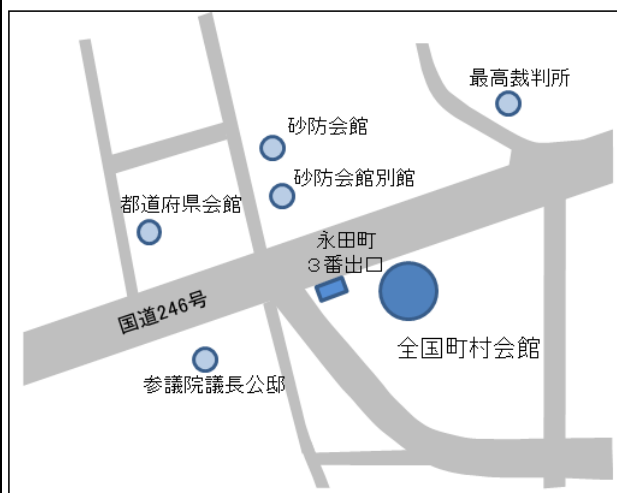 最高裁判所
砂防会館
砂防会館別館
都道府県会館
永田町
３番出口
国道246号
全国町村会館
参議院議長公邸